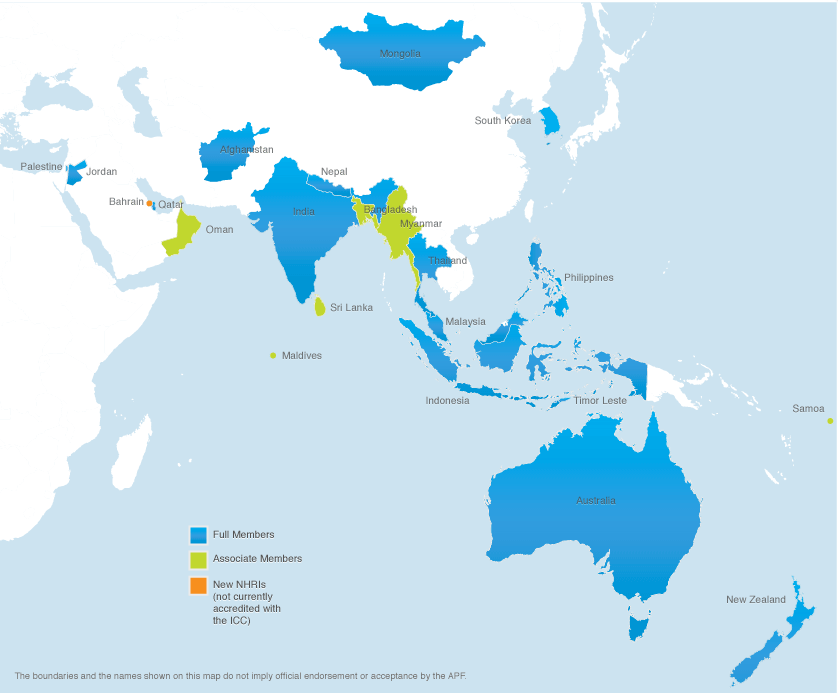 Mongolia
South Korea
Afghanistan
Palestine
Jordan
Nepal
Bahrain
Qatar
India
Bangladesh
Myanmar
Oman
Thailand
Philippines
Sri Lanka
Malaysia
Maldives
Indonesia
Timor Leste
Samoa
Australia
Full Members
Associate Members
New NHRIs
(not currently
accredited with
the ICC)
New Zealand
The boundaries and the names shown on this map do not imply official endorsement or acceptance by the APF.